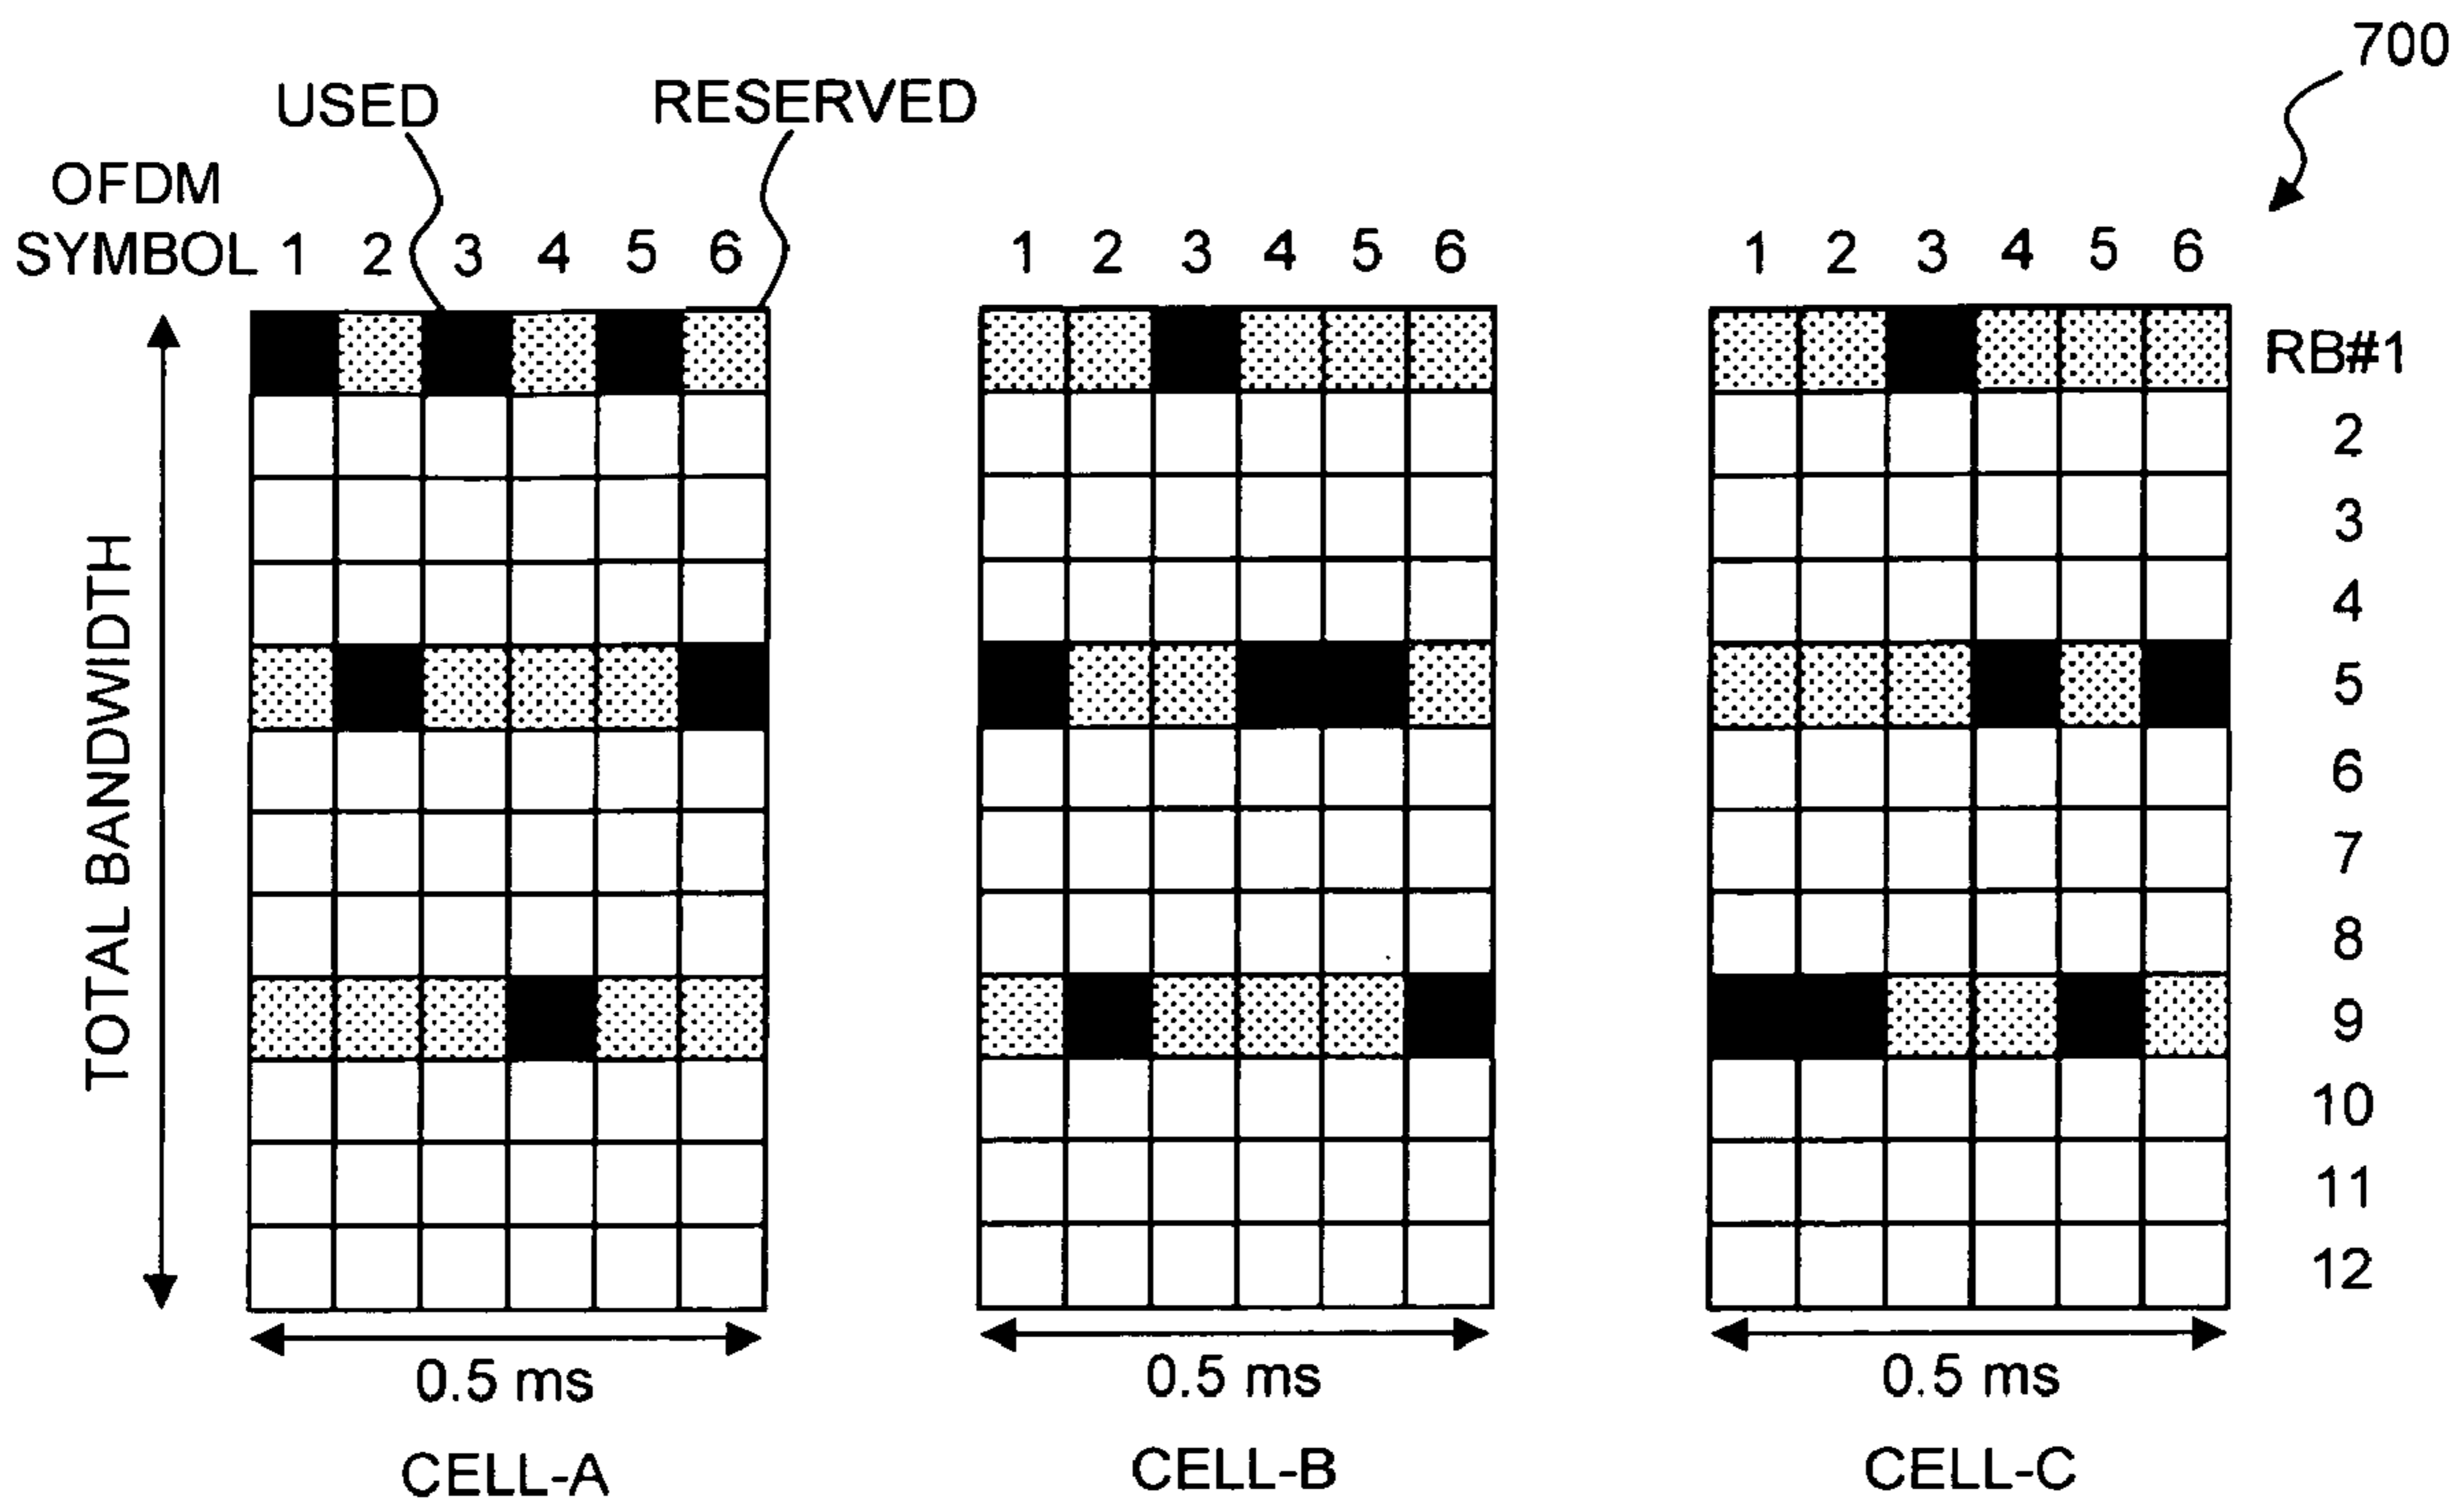 700
USED
RESERVED
OFDM
SYMBOL 1 2 3 4 5 6
1 2 3 4 5 6
1 2 3 4 5 6
TOTAL BANDWIDTH
RB#1
2
3
4
5
6
7
8
9
10
11
12
0.5 ms
0.5 ms
0.5 ms
CELL-A
CELL-B
CELL-C